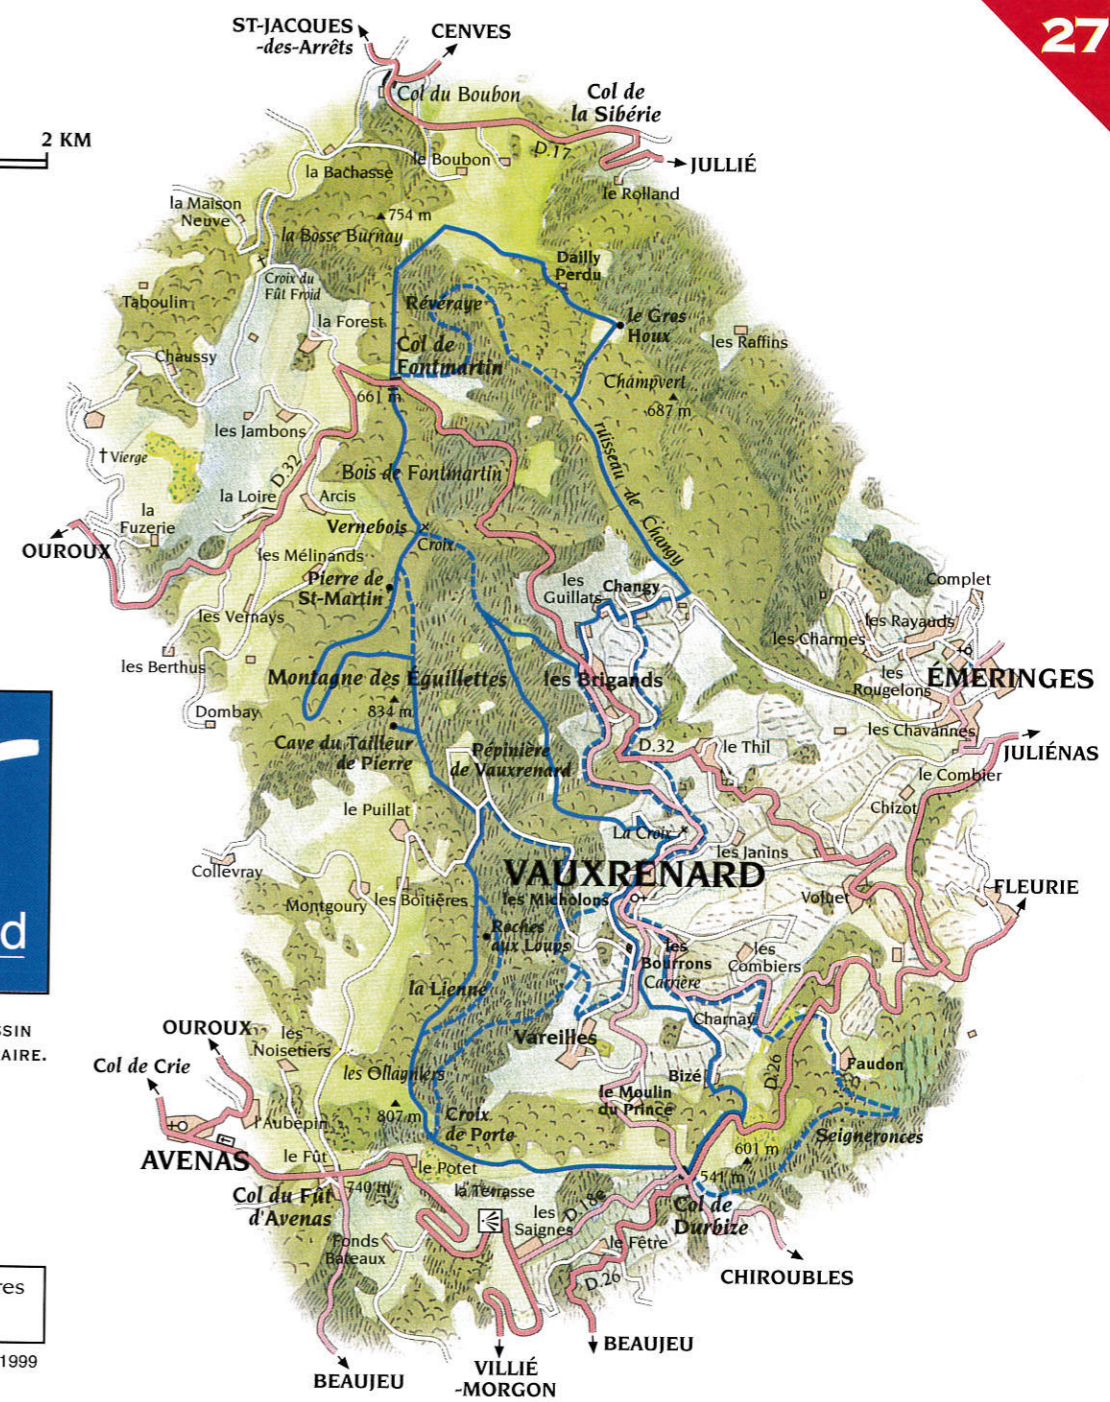 27
ST-JACQUES
-des-Arrêts
CENVES
Col du Boubon
Col de
la Sibérie
2 KM
D.17
JULLIÉ
la Bachasse
le Boubon
le Rolland
la Maison
Neuve
754 m
la Bosse Burnay
Dailly
Perdu
Croix du
Fût Froid
Taboulin
Révéraye
la Forest
le Gros
Houx
les Raffins
Col de
Fontmartin
Chaussy
Champvert
661 m
687 m
les Jambons
ruisseau de Changy
Vierge
D.32
Bois de Fontmartin
la Loire
Arcis
la
Fuzerie
Vernebois
Croix
OUROUX
les Mélinands
Pierre de
St-Martin
les
Guillats
Changy
Complet
les Vernays
les Rayauds
les Charmes
les Berthus
Montagne des Éguillettes
les Brigands
les
Rougelons
ÉMERINGES
Dombay
834 m
les Chavannes
Cave du Tailleur
de Pierre
Pépinière
de Vauxrenard
D.32
le Thil
JULIÉNAS
le Combier
le Puillat
Chizot
La Croix
les Janins
Collevray
VAUXRENARD
Montgoury
les Boitières
les Micholons
Voluet
FLEURIE
Roches
aux Loups
les
Bourrons
Carrière
les
Combiers
d
la Lienne
Charnay
SSIN
AIRE.
OUROUX
les
Noisetiers
Vareilles
Col de Crie
les Ollagniers
Bizé
D.26
Faudon
le Moulin
du Prince
807 m
l'Aubépin
Croix
de Porte
Seigneronces
AVENAS
le Fût
le Potet
601 m
541 m
Col du Fût
d'Avenas
740 m
la Terrasse
D.18e
Col de
Durbize
les
Saignes
Fonds
Bateaux
le Fêtre
res
D.26
CHIROUBLES
1999
BEAUJEU
BEAUJEU
VILLIÉ
-MORGON